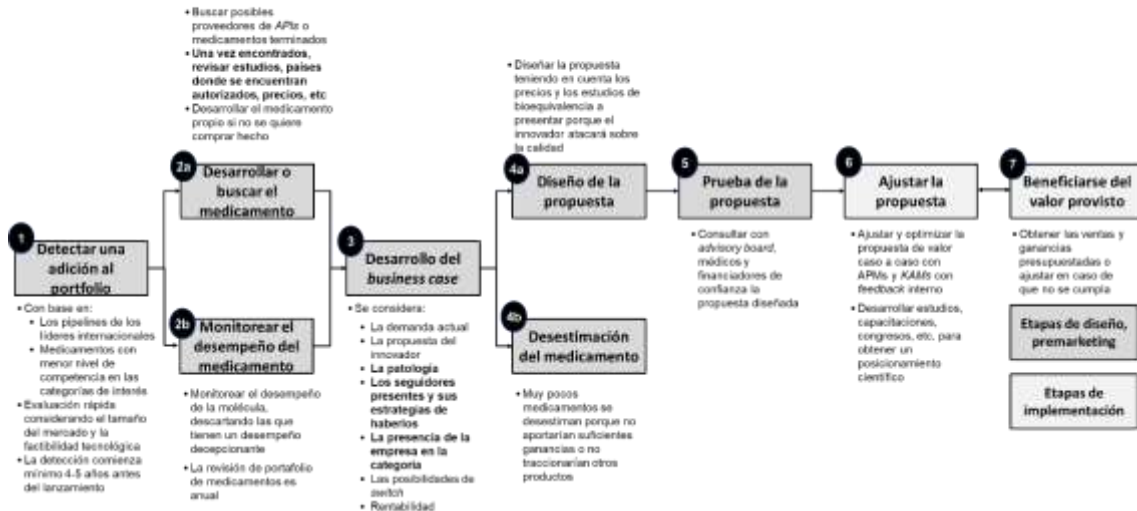 • Buscar posibles
proveedores de APIs o
medicamentos terminados
• Una vez encontrados,
revisar estudios, países
donde se encuentran
autorizados, precios, etc
• Desarrollar el medicamento
propio si no se quiere
comprar hecho
2a
Desarrollar o
buscar el
medicamento
1
Detectar una
adición al
portfolio
• Con base en:
• Los pipelines de los
líderes internacionales
• Medicamentos con
menor nivel de
competencia en las
categorías de interés
• Evaluación rápida
considerando el tamaño
del mercado y la
factibilidad tecnológica
• La detección comienza
mínimo 4-5 años antes
del lanzamiento
2b
Monitorear el
desempeño del
medicamento
• Monitorear el desempeño
de la molécula,
descartando las que
tienen un desempeño
decepcionante
• La revisión de portafolio
de medicamentos es
anual
3
Desarrollo del
business case
• Se considera:
• La demanda actual
• La propuesta del
innovador
• La patología
• Los seguidores
presentes y sus
estrategias de
haberlos
• La presencia de la
empresa en la
categoría
• Las posibilidades de
switch
• Rentabilidad
• Diseñar la propuesta
teniendo en cuenta los
precios y los estudios de
bioequivalencia a
presentar porque el
innovador atacará sobre
la calidad
4a
Diseño de la
propuesta
4b
Desestimación
del medicamento
• Muy pocos
medicamentos se
desestiman porque no
aportarían suficientes
ganancias o no
traccionarían otros
productos
5
Prueba de la
propuesta
• Consultar con
advisory board,
médicos y
financiadores de
confianza la
propuesta diseñada
6
Ajustar la
propuesta
• Ajustar y optimizar la
propuesta de valor
caso a caso con
APMs y KAMs con
feedback interno
• Desarrollar estudios,
capacitaciones,
congresos, etc. para
obtener un
posicionamiento
científico
7
Beneficiarse del
valor provisto
• Obtener las ventas y
ganancias
presupuestadas o
ajustar en caso de
que no se cumpla
Etapas de diseño,
premarketing
Etapas de
implementación